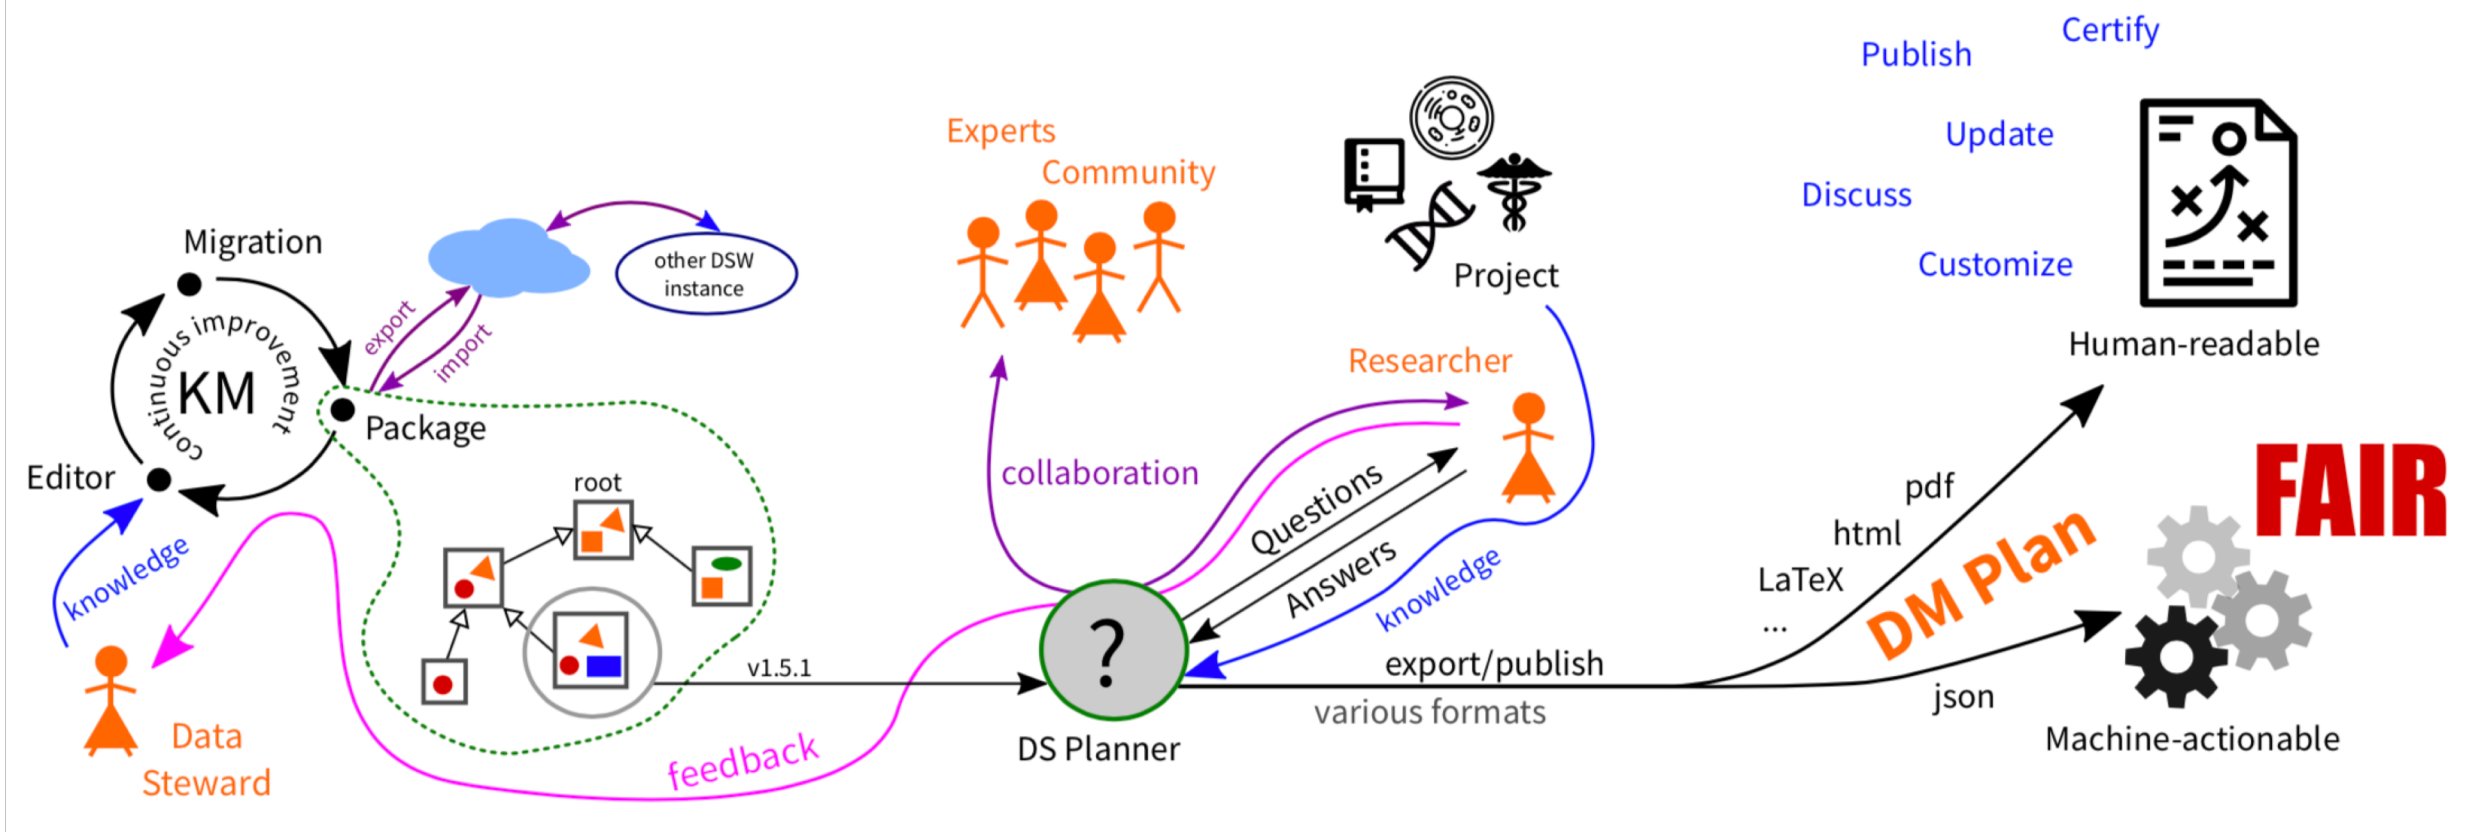 Migration
continuous improvement
KM
Editor
Package
knowledge
Data
Steward
export
import
other DSW
instance
root
v1.5.1
feedback
Experts
Community
collaboration
?
DS Planner
Project
Researcher
Questions
Answers
knowledge
export/publish
various formats
Certify
Publish
Update
Discuss
Customize
Human-readable
pdf
html
LaTeX
...
DM Plan
FAIR
json
Machine-actionable